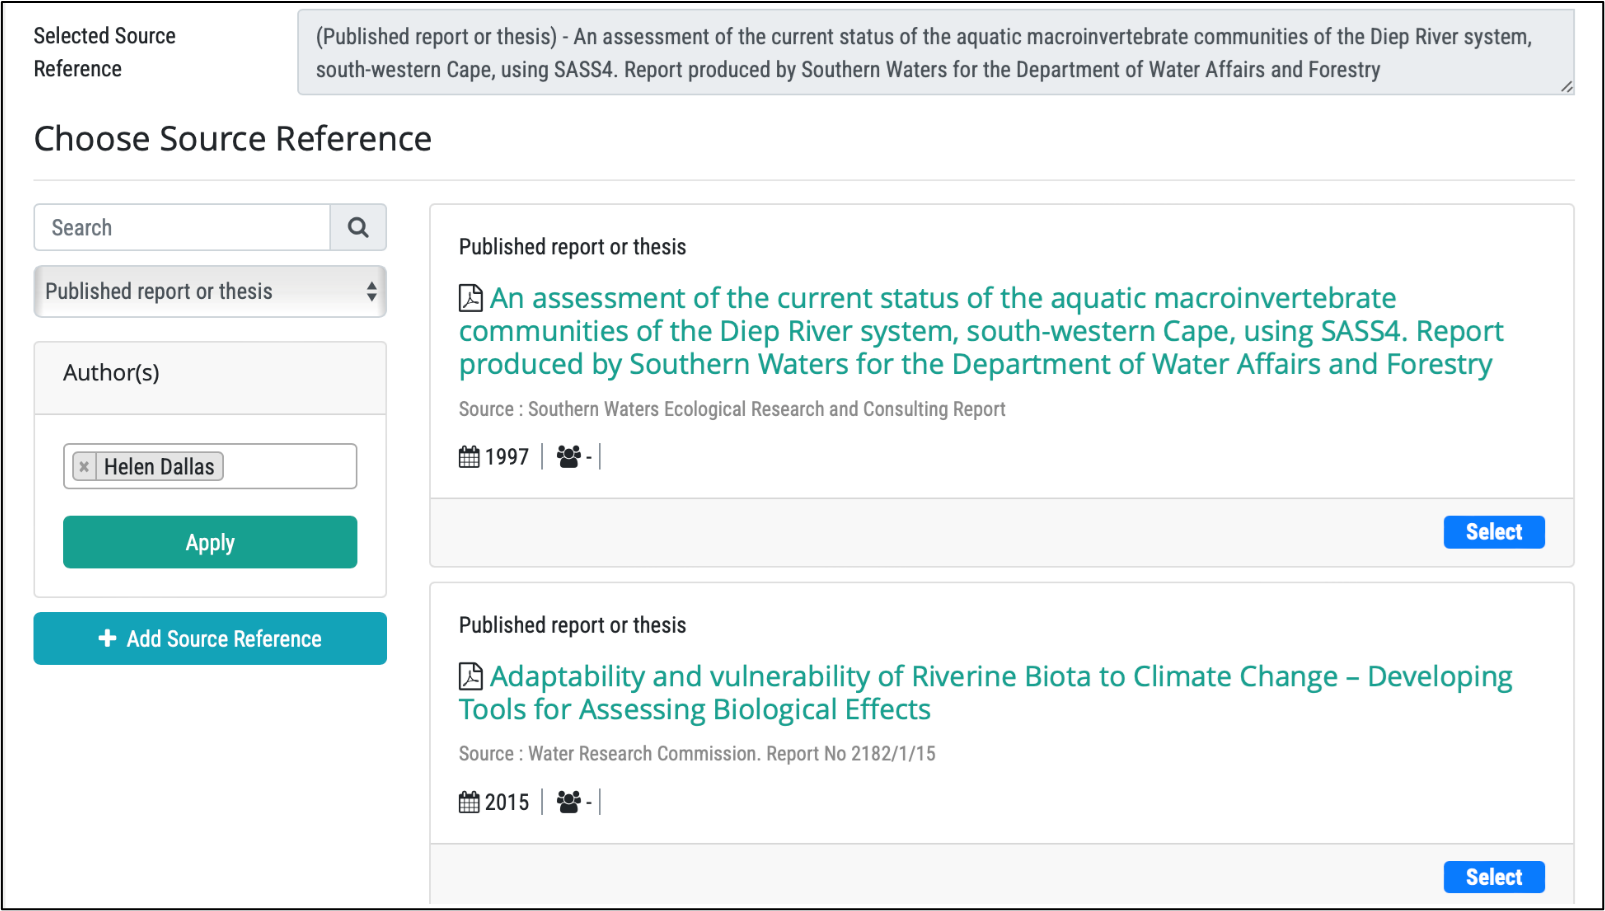 Selected Source
Reference
(Published report or thesis) - An assessment of the current status of the aquatic macroinvertebrate communities of the Diep River system,
south-western Cape, using SASS4. Report produced by Southern Waters for the Department of Water Affairs and Forestry
Choose Source Reference
Search
Published report or thesis
Author(s)
× Helen Dallas
Apply
+ Add Source Reference
Published report or thesis
An assessment of the current status of the aquatic macroinvertebrate
communities of the Diep River system, south-western Cape, using SASS4. Report
produced by Southern Waters for the Department of Water Affairs and Forestry
Source : Southern Waters Ecological Research and Consulting Report
1997 | - |
Select
Published report or thesis
Adaptability and vulnerability of Riverine Biota to Climate Change – Developing
Tools for Assessing Biological Effects
Source : Water Research Commission. Report No 2182/1/15
2015 | - |
Select